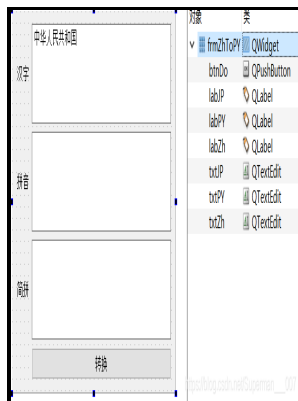 对象 类
中华人民共和国
汉字
拼音
简拼
转换
frmZhToPY QWidget
btnDo QPushButton
labJP QLabel
labPY QLabel
labZh QLabel
txtJP QTextEdit
txtPY QTextEdit
txtZh QTextEdit